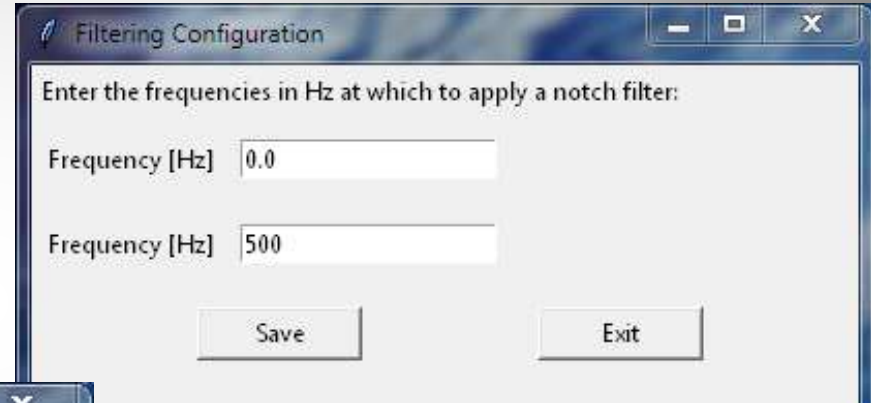 Filtering Configuration
Enter the frequencies in Hz at which to apply a notch filter:
Frequency [Hz] 0.0
Frequency [Hz] 500
Save Exit